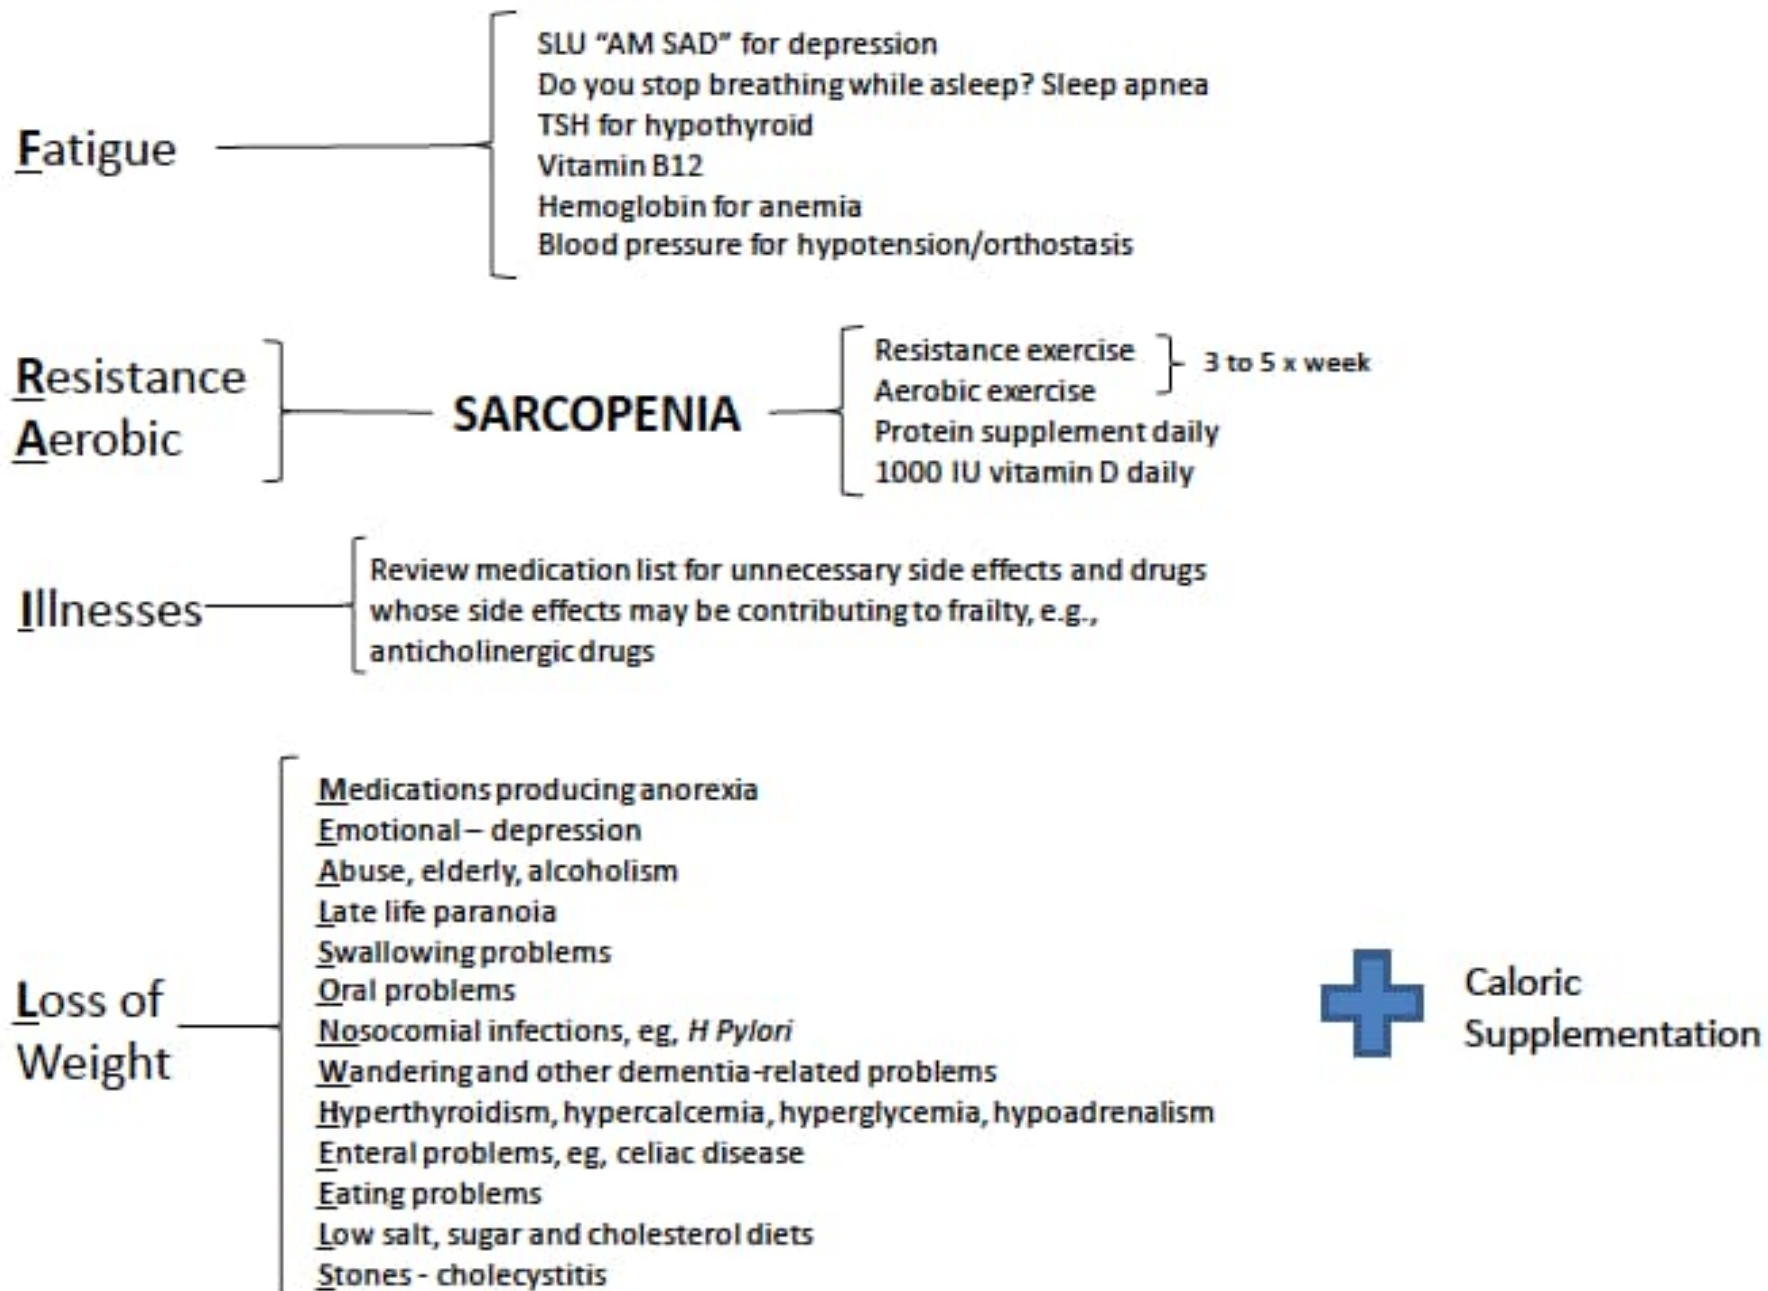 Fatigue
SLU “AM SAD” for depression
Do you stop breathing while asleep? Sleep apnea
TSH for hypothyroid
Vitamin B12
Hemoglobin for anemia
Blood pressure for hypotension/orthostasis
Resistance
Aerobic
SARCOPENIA
Resistance exercise
Aerobic exercise
3 to 5 x week
Protein supplement daily
1000 IU vitamin D daily
Illnesses
Review medication list for unnecessary side effects and drugs
whose side effects may be contributing to frailty, e.g.,
anticholinergic drugs
Loss of
Weight
Medications producing anorexia
Emotional – depression
Abuse, elderly, alcoholism
Late life paranoia
Swallowing problems
Oral problems
Nosocomial infections, eg, H Pylori
Wandering and other dementia-related problems
Hyperthyroidism, hypercalcemia, hyperglycemia, hypoadrenalism
Enteral problems, eg, celiac disease
Eating problems
Low salt, sugar and cholesterol diets
Stones - cholecystitis
Caloric
Supplementation